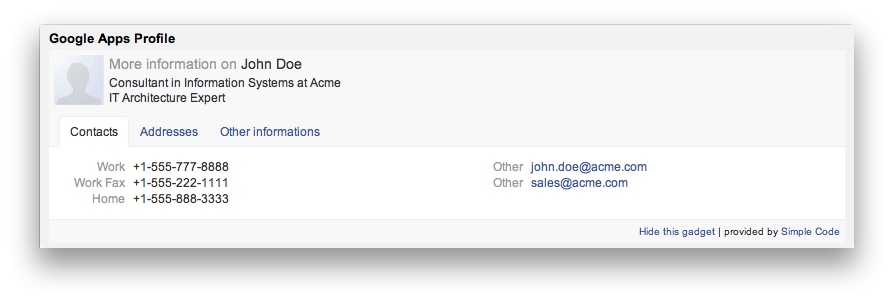 Google Apps Profile
More information on John Doe
Consultant in Information Systems at Acme
IT Architecture Expert
Contacts Addresses Other informations
Work +1-555-777-8888 Other john.doe@acme.com
Work Fax +1-555-222-1111 Other sales@acme.com
Home +1-555-888-3333
Hide this gadget | provided by Simple Code